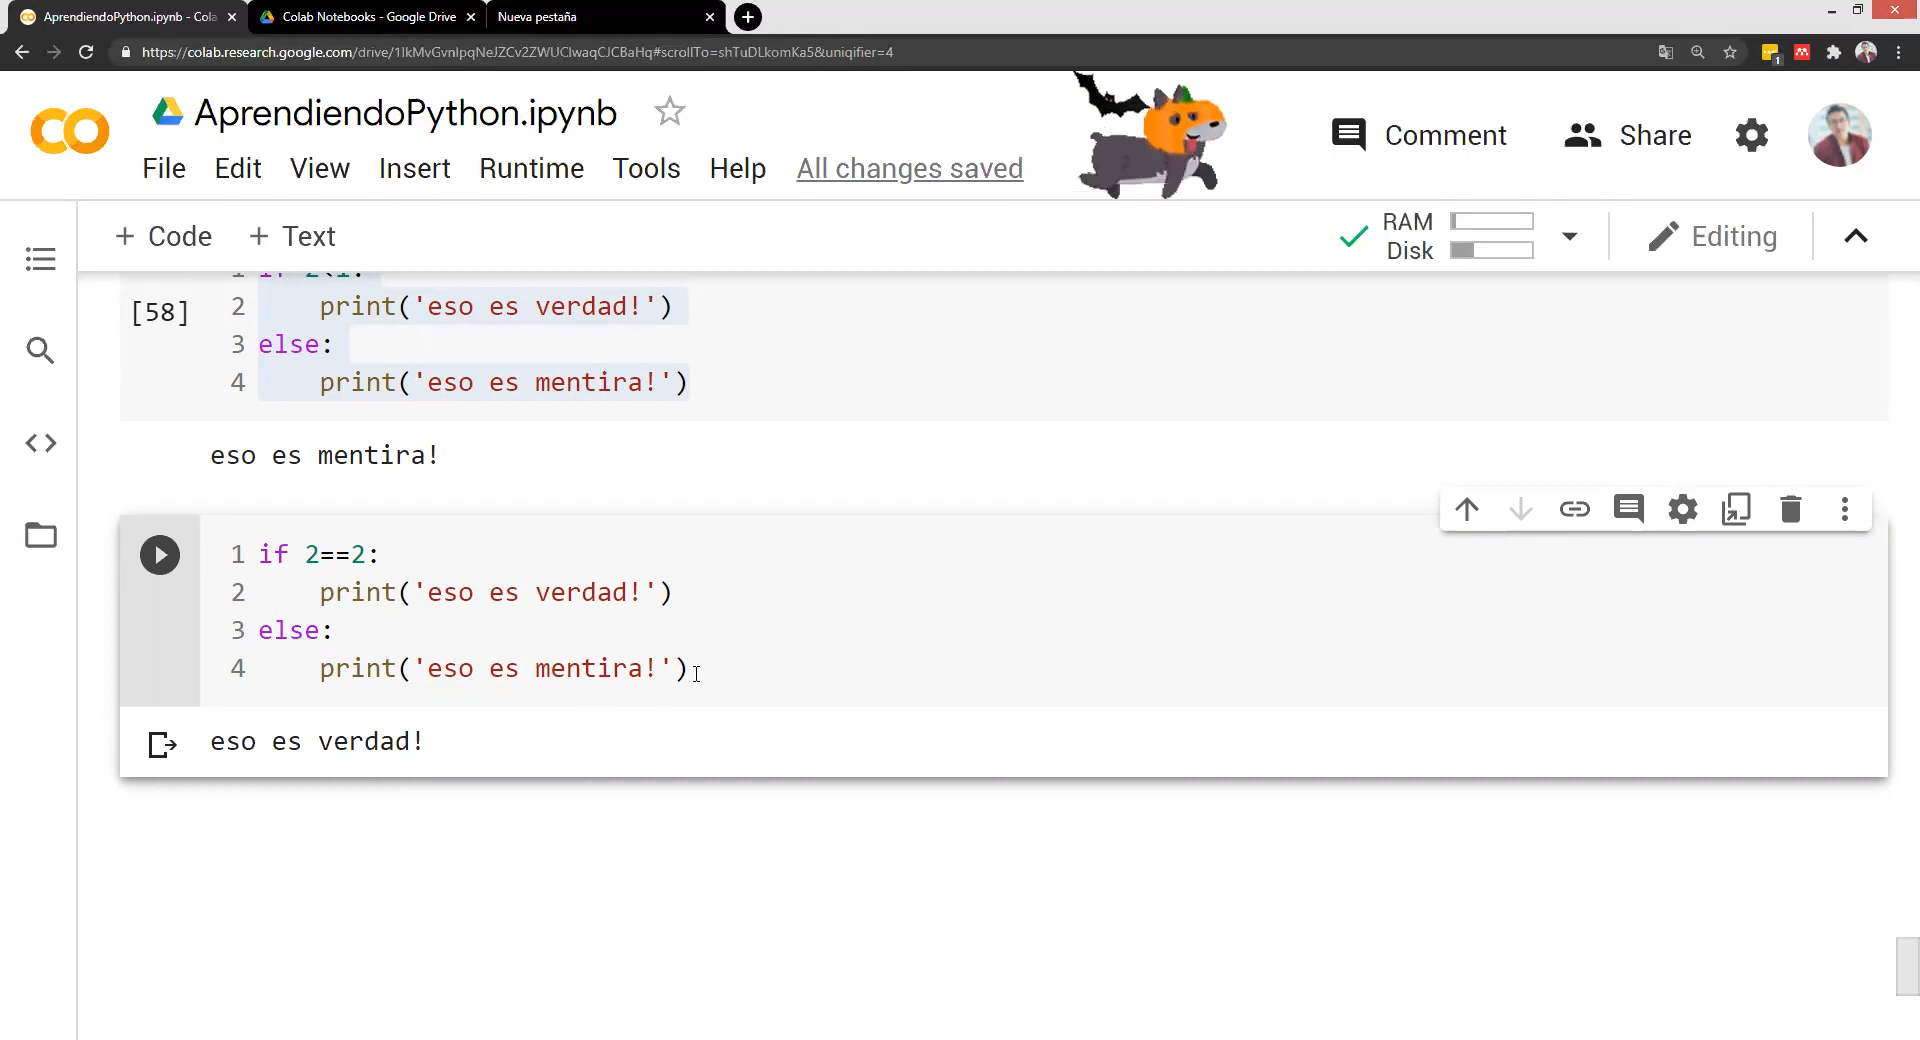 AprendiendoPython.ipynb - Cola
Colab Notebooks - Google Drive
Nueva pestaña
https://colab.research.google.com/drive/1IkMvGvnIpqNeJZCv2ZWUCIwaqCJCBaHq#scrollTo=shTuDLkomKa5&uniqifier=4
1
CO
AprendiendoPython.ipynb
Comment
Share
File Edit View Insert Runtime Tools Help All changes saved
+ Code + Text
RAM
Disk
Editing
[58]
2 print('eso es verdad!')
3 else:
4 print('eso es mentira!')
eso es mentira!
1 if 2==2:
2 print('eso es verdad!')
3 else:
4 print('eso es mentira!')
eso es verdad!